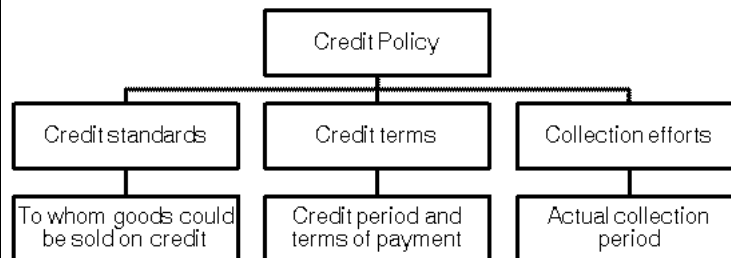 Credit Policy
Credit standards
Credit terms
Collection efforts
To whom goods could
be sold on credit
Credit period and
terms of payment
Actual collection
period